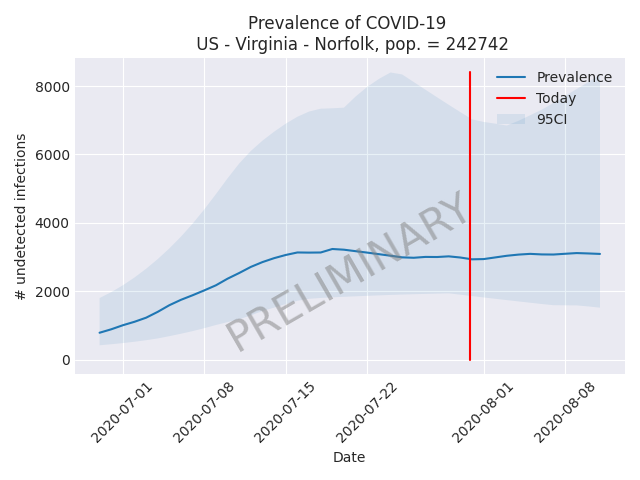 Prevalence of COVID-19
US - Virginia - Norfolk, pop. = 242742
# undetected infections
8000
6000
4000
2000
0
Prevalence
Today
95CI
PRELIMINARY
2020-07-01
2020-07-08
2020-07-15
2020-07-22
2020-08-01
2020-08-08
Date